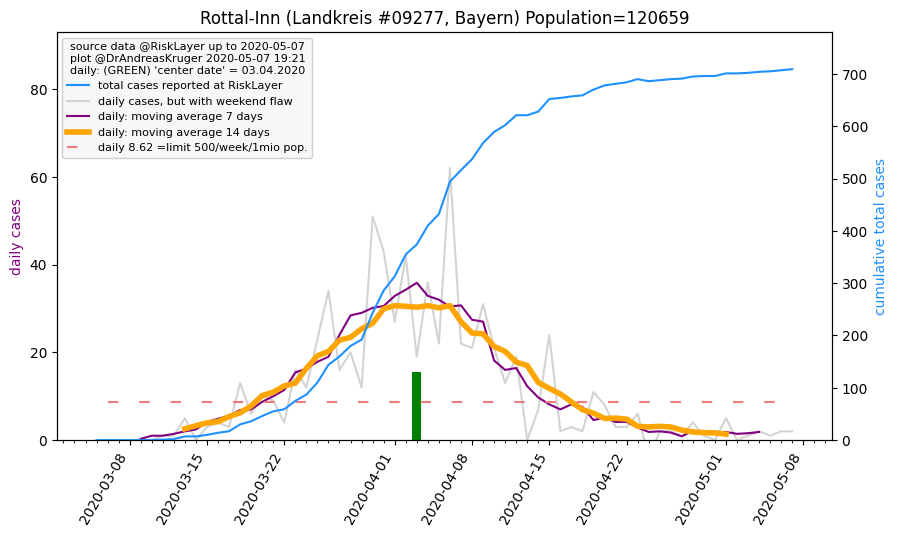 Rottal-Inn (Landkreis #09277, Bayern) Population=120659
source data @RiskLayer up to 2020-05-07
plot @DrAndreasKruger 2020-05-07 19:21
daily: (GREEN) 'center date' = 03.04.2020
total cases reported at RiskLayer
daily cases, but with weekend flaw
daily: moving average 7 days
daily: moving average 14 days
daily 8.62 =limit 500/week/1mio pop.
daily cases
80
60
40
20
0
cumulative total cases
700
600
500
400
300
200
100
0
2020-03-08
2020-03-15
2020-03-22
2020-04-01
2020-04-08
2020-04-15
2020-04-22
2020-05-01
2020-05-08